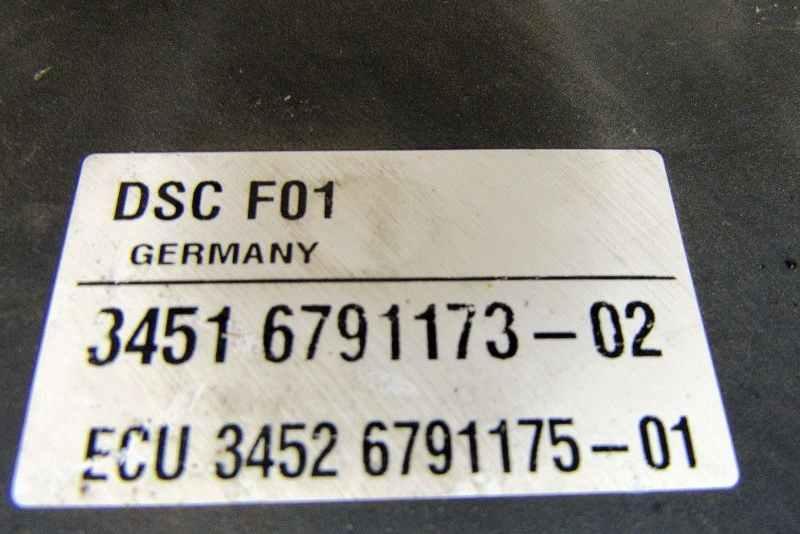 DSC F01
GERMANY
3451 6791173-02
ECU 3452 6791175-01